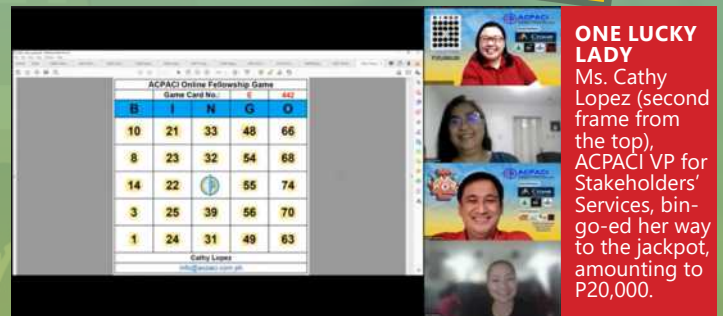 ACPACI Online Fellowship Game
Game Card No.: E 442
B I N G O
10 21 33 48 66
8 23 32 54 68
14 22 55 74
3 25 39 56 70
1 24 31 49 63
Cathy Lopez
info@acpaci.com.ph
ACPACI
ACPACI
ONE LUCKY
LADY
Ms. Cathy
Lopez (second
frame from
the top),
ACPACI VP for
Stakeholders’
Services, bin-
go-ed her way
to the jackpot,
amounting to
P20,000.